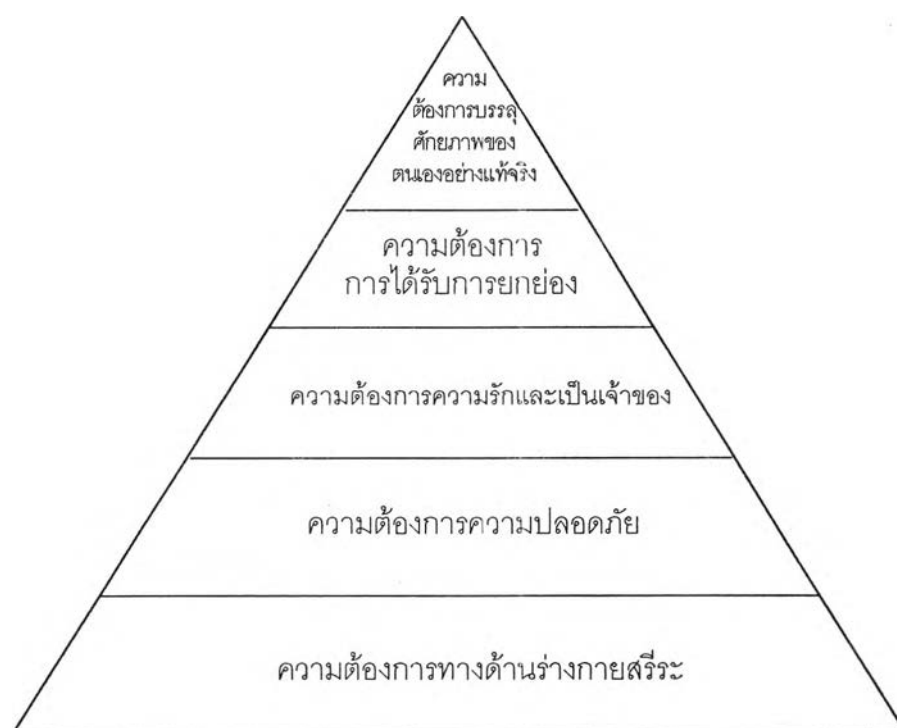 ความ
ต้องการบรรลุ
ศักยภาพของ
ตนเองอย่างแท้จริง
ความต้องการ
การได้รับการยกย่อง
ความต้องการความรักและเป็นเจ้าของ
ความต้องการความปลอดภัย
ความต้องการทางด้านร่างกายสรีระ